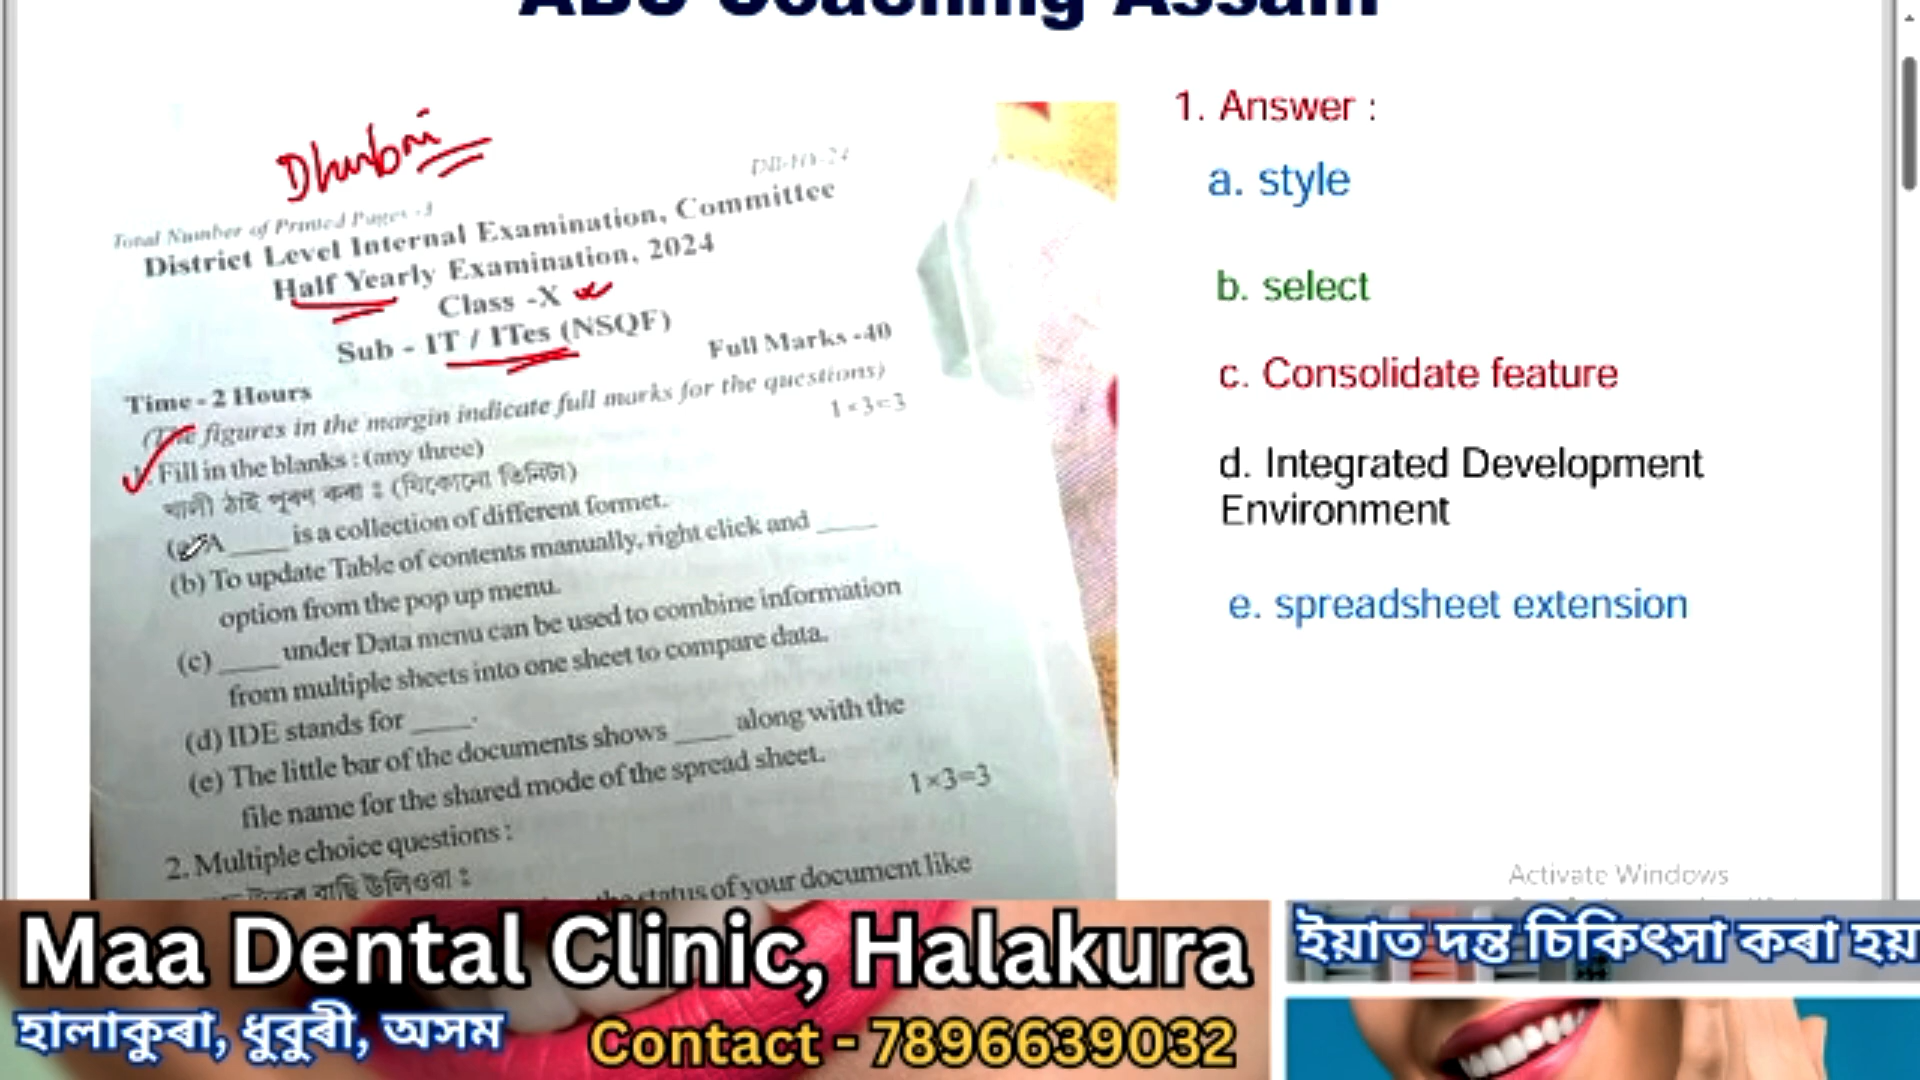 ABC Coaching Assam
Dhubri
Total Number of Printed Pages -3
District Level Internal Examination, Committee
Half Yearly Examination, 2024
Class -X
Sub - IT / ITes (NSQF)
Full Marks -40
Time - 2 Hours
(The figures in the margin indicate full marks for the questions)
1. Fill in the blanks : (any three)
1×3=3
খালী ঠাই পূৰণ কৰা : (যিকোনো তিনিটা)
(a) A ____ is a collection of different formet.
(b) To update Table of contents manually, right click and ____
option from the pop up menu.
(c) ____ under Data menu can be used to combine information
from multiple sheets into one sheet to compare data.
(d) IDE stands for ____.
(e) The little bar of the documents shows ____ along with the
file name for the shared mode of the spread sheet.
2. Multiple choice questions :
1×3=3
বাছি উলিওৱা :
the status of your document like
1. Answer :
a. style
b. select
c. Consolidate feature
d. Integrated Development
Environment
e. spreadsheet extension
Activate Windows
Maa Dental Clinic, Halakura
হালাকুৰা, ধুবুৰী, অসম
Contact - 7896639032
ইয়াত দন্ত চিকিৎসা কৰা হয়